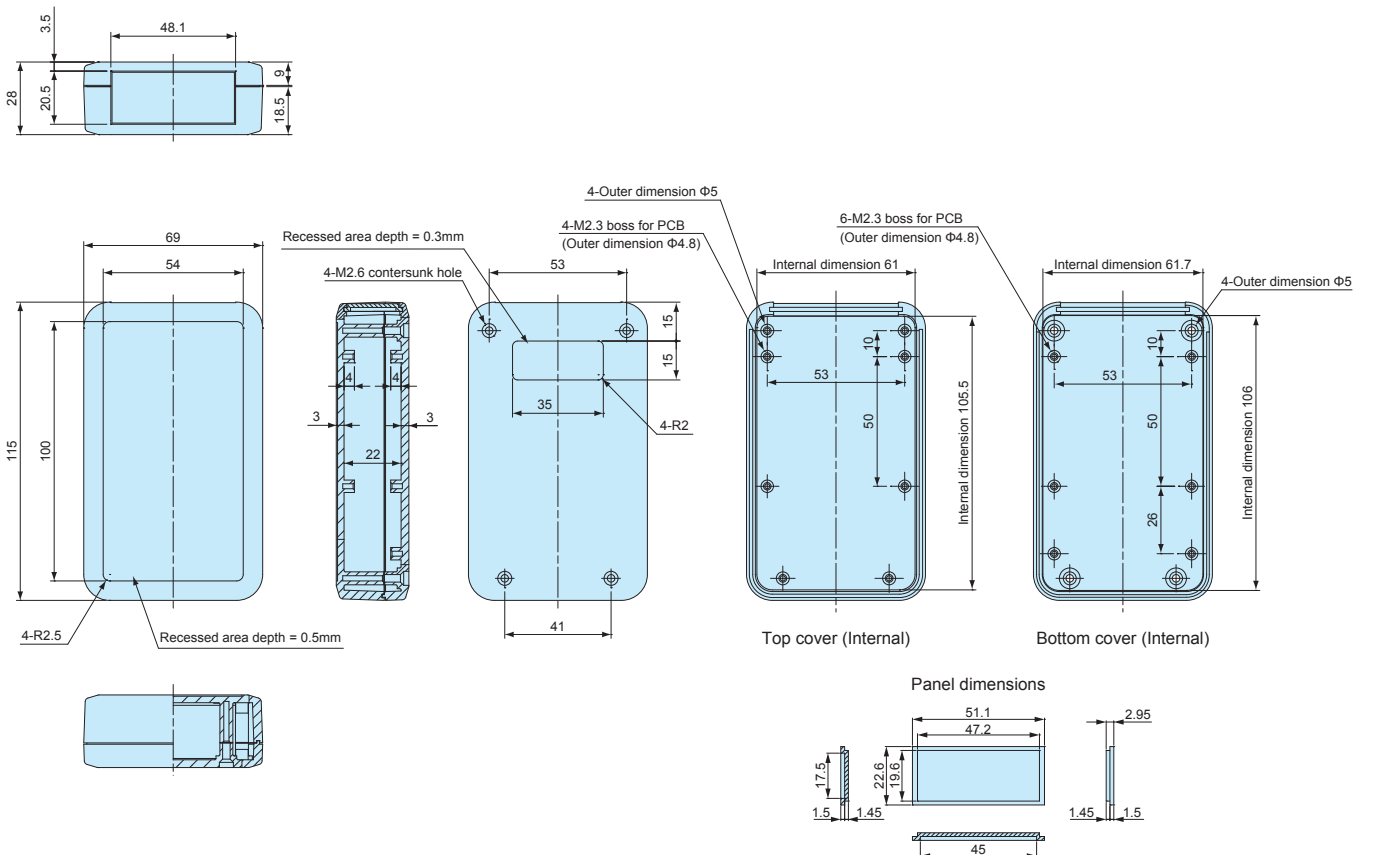 3.5
48.1
28
20.5
9
18.5
4-Outer dimension Φ5
4-M2.3 boss for PCB
(Outer dimension Φ4.8)
6-M2.3 boss for PCB
(Outer dimension Φ4.8)
69
54
Recessed area depth = 0.3mm
4-M2.6 contersunk hole
53
Internal dimension 61
Internal dimension 61.7
4-Outer dimension Φ5
115
100
4
4
3
3
22
15
15
35
4-R2
10
53
50
Internal dimension 105.5
10
53
50
26
Internal dimension 106
4-R2.5
Recessed area depth = 0.5mm
41
Top cover (Internal)
Bottom cover (Internal)
Panel dimensions
51.1
47.2
2.95
17.5
22.6
19.6
1.5
1.45
1.45
1.5
45